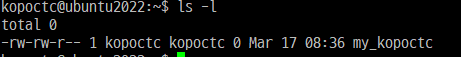 kopoctc@ubuntu2022:~$ ls -l
total 0
-rw-rw-r-- 1 kopoctc kopoctc 0 Mar 17 08:36 my_kopoctc